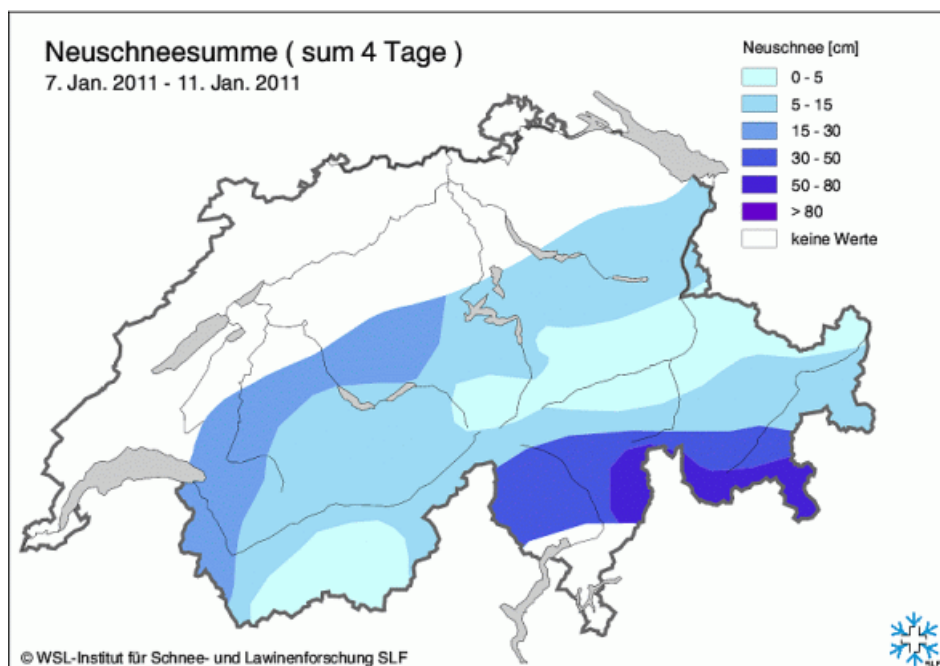 Neuschneesumme ( sum 4 Tage )
7. Jan. 2011 - 11. Jan. 2011
Neuschnee [cm]
0 - 5
5 - 15
15 - 30
30 - 50
50 - 80
> 80
keine Werte
© WSL-Institut für Schnee- und Lawinenforschung SLF